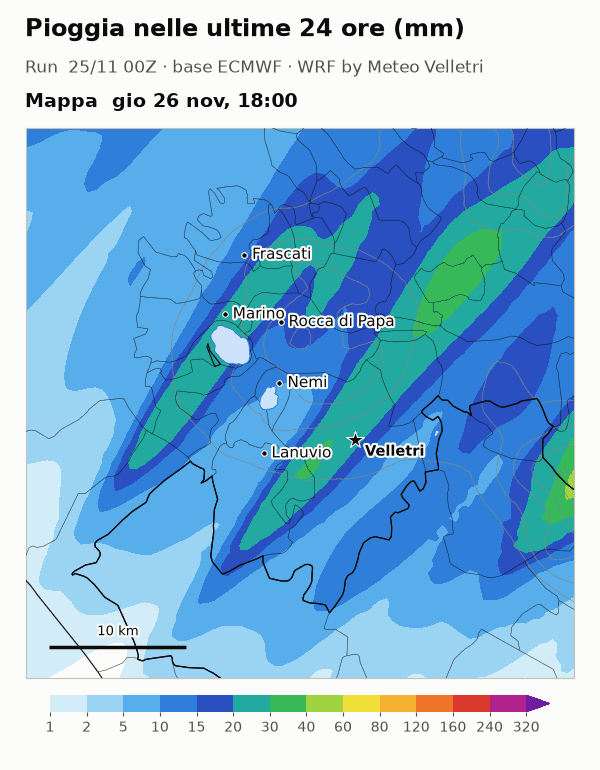 Pioggia nelle ultime 24 ore (mm)
Run  25/11 00Z · base ECMWF · WRF by Meteo Velletri
Mappa  gio 26 nov, 18:00
Frascati
Marino
Rocca di Papa
Nemi
Velletri
Lanuvio
10 km
1 2 5 10 15 20 30 40 60 80 120 160 240 320